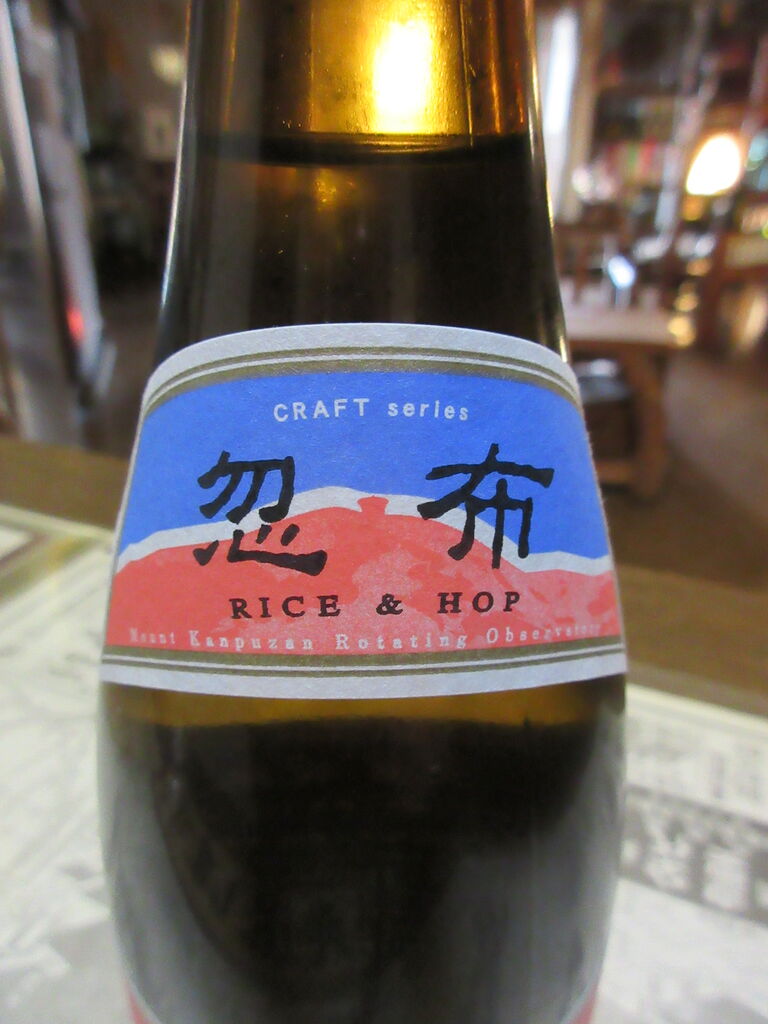 CRAFT series
忽布
RICE & HOP
Mount Kanpuzan Rotating Observatory